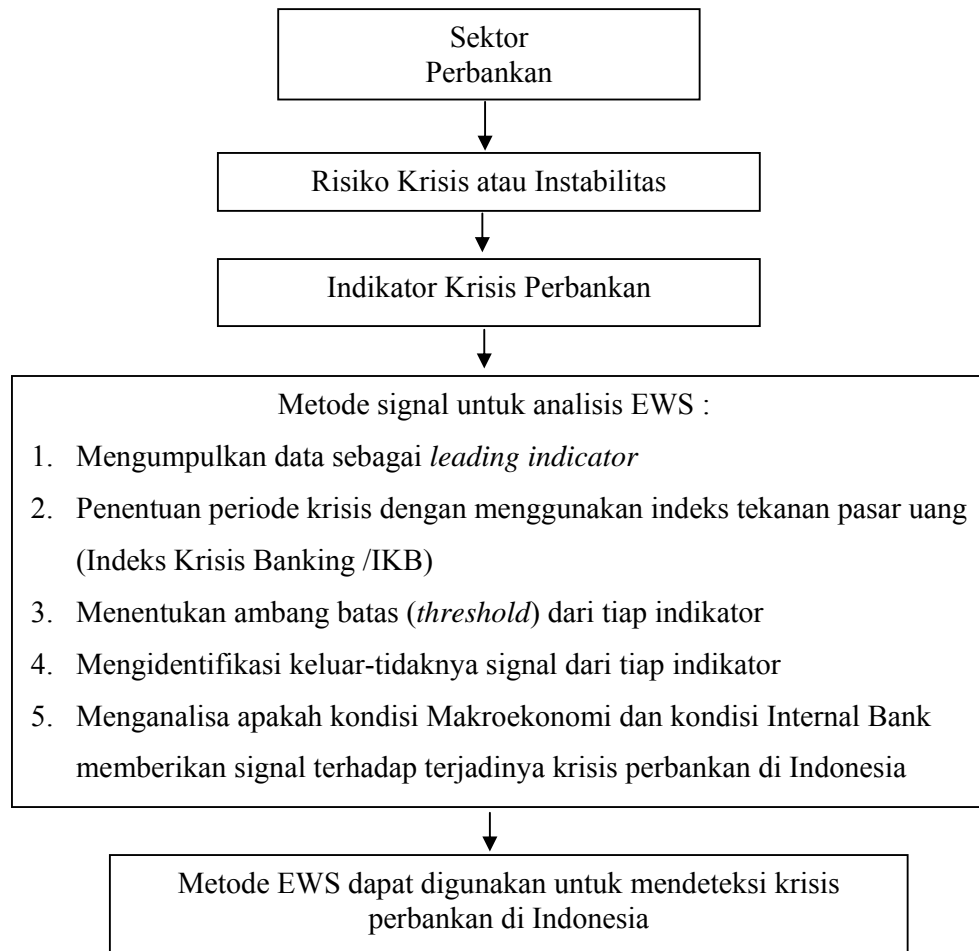 Sektor
Perbankan
Risiko Krisis atau Instabilitas
Indikator Krisis Perbankan
Metode signal untuk analisis EWS :
1. Mengumpulkan data sebagai leading indicator
2. Penentuan periode krisis dengan menggunakan indeks tekanan pasar uang
(Indeks Krisis Banking /IKB)
3. Menentukan ambang batas (threshold) dari tiap indikator
4. Mengidentifikasi keluar-tidaknya signal dari tiap indikator
5. Menganalisa apakah kondisi Makroekonomi dan kondisi Internal Bank
memberikan signal terhadap terjadinya krisis perbankan di Indonesia
Metode EWS dapat digunakan untuk mendeteksi krisis
perbankan di Indonesia